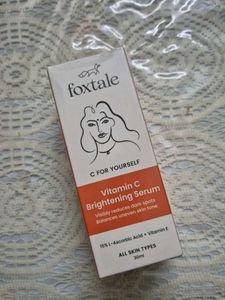 foxtale
C FOR YOURSELF
Vitamin C
Brightening Serum
Visibly reduces dark spots
Balances uneven skin tone
15% L-Ascorbic Acid + Vitamin E
ALL SKIN TYPES
30ml